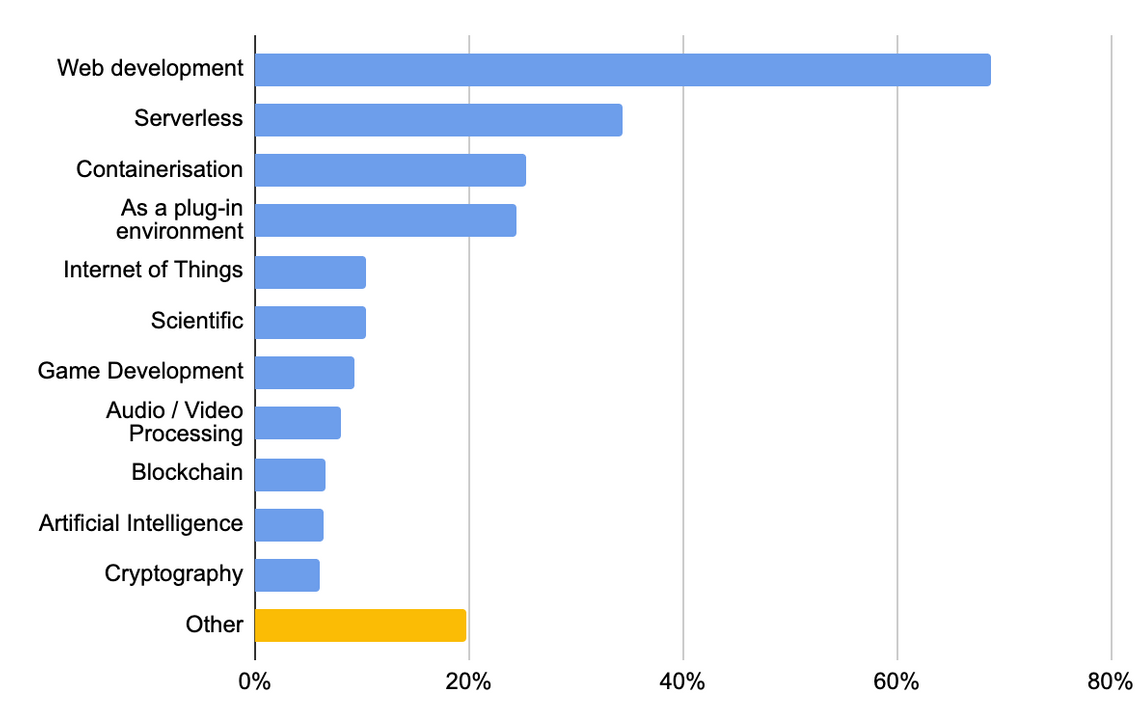 Web development
Serverless
Containerisation
As a plug-in
environment
Internet of Things
Scientific
Game Development
Audio / Video
Processing
Blockchain
Artificial Intelligence
Cryptography
Other
0% 20% 40% 60% 80%